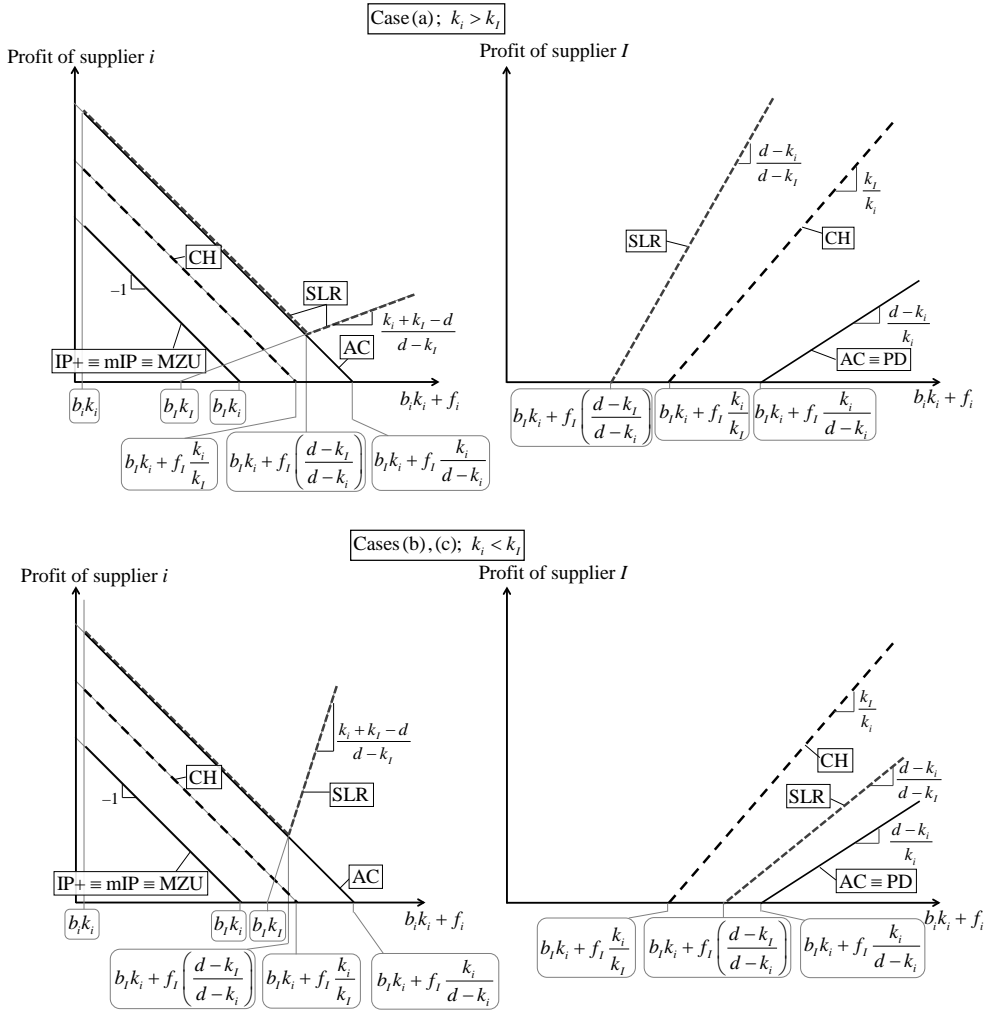 Case (a); k_i > k_I
Profit of supplier i
Profit of supplier I
(d − k_i)/(d − k_I)
k_I/k_i
SLR
CH
CH
−1
SLR
(k_i + k_I − d)/(d − k_I)
(d − k_i)/k_i
AC
IP+ ≡ mIP ≡ MZU
AC ≡ PD
b_i k_i
b_I k_I
b_I k_i
b_i k_i + f_i
b_i k_i + f_i
b_I k_i + f_I k_i/k_I
b_I k_i + f_I ((d − k_I)/(d − k_i))
b_I k_i + f_I k_i/(d − k_i)
b_I k_i + f_I ((d − k_I)/(d − k_i))
b_I k_i + f_I k_i/k_I
b_I k_i + f_I k_i/(d − k_i)
Cases (b), (c); k_i < k_I
Profit of supplier i
Profit of supplier I
k_I/k_i
(k_i + k_I − d)/(d − k_I)
CH
CH
−1
SLR
SLR
(d − k_i)/(d − k_I)
(d − k_i)/k_i
IP+ ≡ mIP ≡ MZU
AC
AC ≡ PD
b_i k_i
b_I k_i
b_I k_I
b_i k_i + f_i
b_i k_i + f_i
b_I k_i + f_I ((d − k_I)/(d − k_i))
b_I k_i + f_I k_i/k_I
b_I k_i + f_I k_i/(d − k_i)
b_I k_i + f_I k_i/k_I
b_I k_i + f_I ((d − k_I)/(d − k_i))
b_I k_i + f_I k_i/(d − k_i)